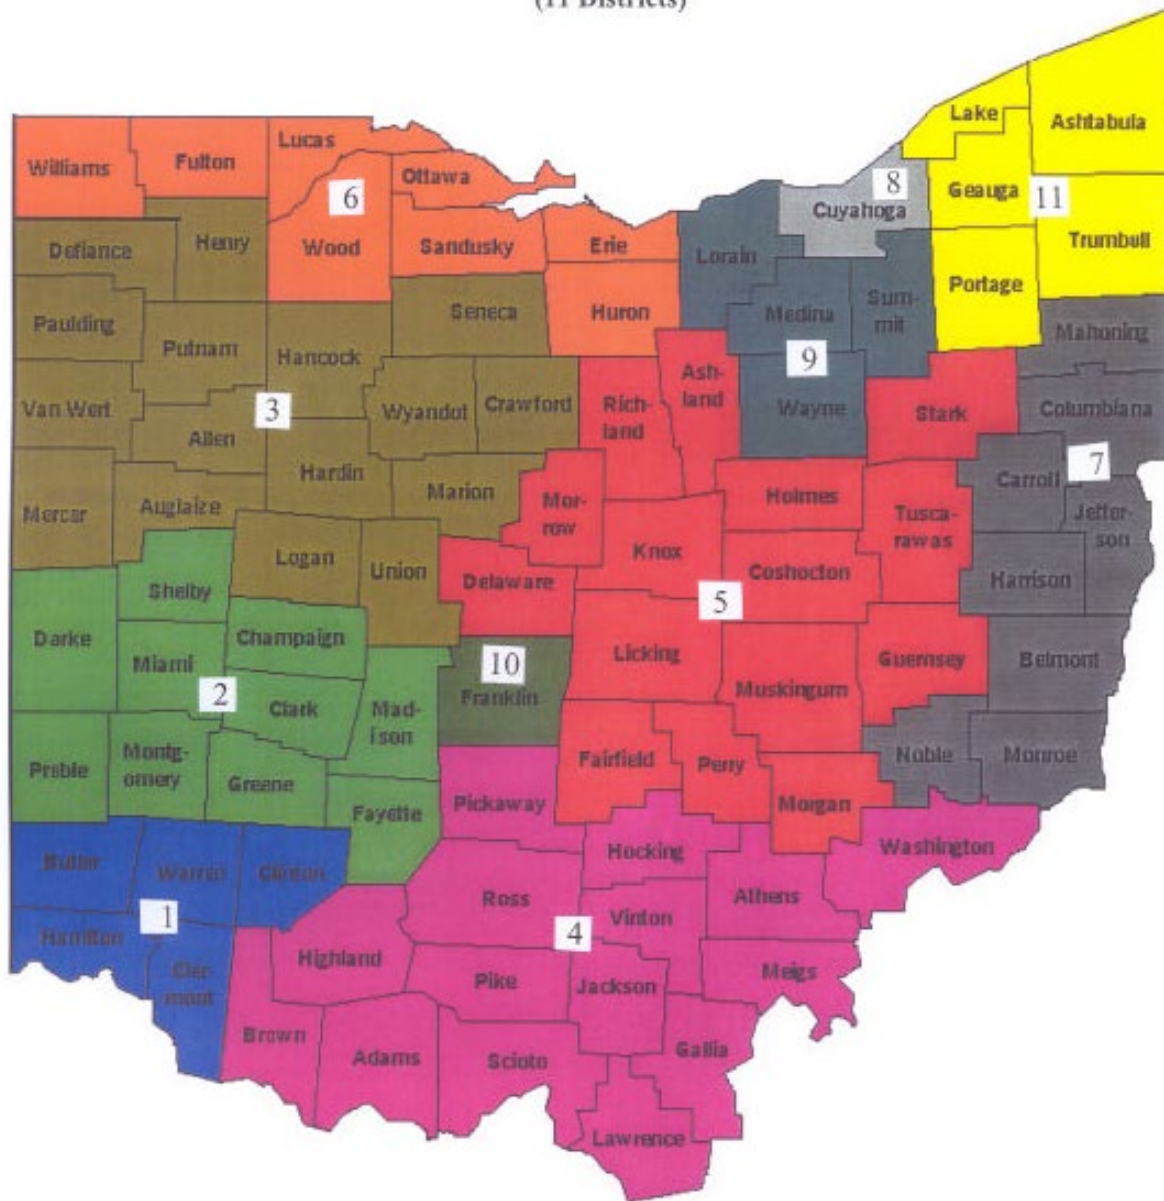 (11 Districts)
Lake
Ashtabula
Lucas
Williams
Fulton
Ottawa
6
8
Geauga
11
Cuyahoga
Defiance
Henry
Wood
Sandusky
Erie
Lorain
Trumbull
Portage
Paulding
Putnam
Hancock
Seneca
Huron
Medina
Sum-
mit
Mahoning
Van Wert
3
Allen
Wyandot
Crawford
Rich-
land
Ash-
land
9
Wayne
Stark
Columbiana
7
Mercer
Auglaize
Hardin
Marion
Mor-
row
Holmes
Tusca-
rawas
Carroll
Jeffer-
son
Logan
Union
Knox
Coshocton
Harrison
Shelby
Delaware
5
Darke
Champaign
Miami
10
Franklin
Licking
Muskingum
Guernsey
Belmont
2
Clark
Mad-
ison
Preble
Montg-
omery
Greene
Fairfield
Perry
Noble
Monroe
Fayette
Pickaway
Morgan
Butler
Warren
Clinton
Hocking
Washington
1
Hamilton
Cler-
mont
Ross
4
Vinton
Athens
Highland
Pike
Jackson
Meigs
Brown
Adams
Scioto
Gallia
Lawrence